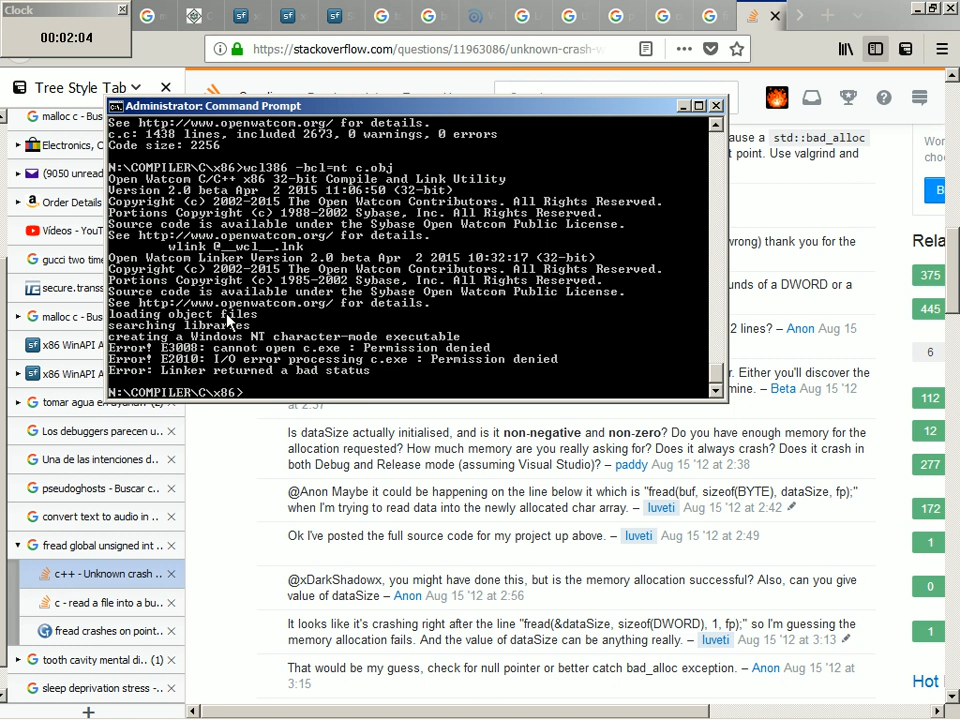 Clock
00:02:04
https://stackoverflow.com/questions/11963086/unknown-crash-w
Tree Style Tab
malloc c - Bus
Electronics, C
(9050 unread
Order Details
Vídeos - YouT
gucci two time
secure.transs
malloc c - Bus
x86 WinAPI A
x86 WinAPI A
tomar agua en ayunas.. (2)
Los debuggers parecen u..
Una de las intenciones d..
pseudoghosts - Buscar c..
convert text to audio in ..
fread global unsigned int ..
c++ - Unknown crash ..
c - read a file into a bu..
fread crashes on point..
tooth cavity mental di.. (1)
sleep deprivation stress -..
Administrator: Command Prompt
See http://www.openwatcom.org/ for details.
c.c: 1438 lines, included 2673, 0 warnings, 0 errors
Code size: 2256
N:\COMPILER\C\x86>wcl386 -bcl=nt c.obj
Open Watcom C/C++ x86 32-bit Compile and Link Utility
Version 2.0 beta Apr  2 2015 11:06:50 (32-bit)
Copyright (c) 2002-2015 The Open Watcom Contributors. All Rights Reserved.
Portions Copyright (c) 1988-2002 Sybase, Inc. All Rights Reserved.
Source code is available under the Sybase Open Watcom Public License.
See http://www.openwatcom.org/ for details.
wlink @__wcl__.lnk
Open Watcom Linker Version 2.0 beta Apr  2 2015 10:32:17 (32-bit)
Copyright (c) 2002-2015 The Open Watcom Contributors. All Rights Reserved.
Portions Copyright (c) 1985-2002 Sybase, Inc. All Rights Reserved.
Source code is available under the Sybase Open Watcom Public License.
See http://www.openwatcom.org/ for details.
loading object files
searching libraries
creating a Windows NT character-mode executable
Error! E3008: cannot open c.exe : Permission denied
Error! E2010: I/O error processing c.exe : Permission denied
Error: Linker returned a bad status
N:\COMPILER\C\x86>
ause a std::bad_alloc
t point. Use valgrind and
wrong) thank you for the
unds of a DWORD or a
2 lines? – Anon Aug 15 '12
r. Either you'll discover the
mine. – Beta Aug 15 '12
at 2:37
Is dataSize actually initialised, and is it non-negative and non-zero? Do you have enough memory for the
allocation requested? How much memory are you really asking for? Does it always crash? Does it crash in
both Debug and Release mode (assuming Visual Studio)? – paddy Aug 15 '12 at 2:38
@Anon Maybe it could be happening on the line below it which is "fread(buf, sizeof(BYTE), dataSize, fp);"
when I'm trying to read data into the newly allocated char array. – luveti Aug 15 '12 at 2:42
Ok I've posted the full source code for my project up above. – luveti Aug 15 '12 at 2:49
@xDarkShadowx, you might have done this, but is the memory allocation successful? Also, can you give
value of dataSize – Anon Aug 15 '12 at 2:56
It looks like it's crashing right after the line "fread(&dataSize, sizeof(DWORD), 1, fp);" so I'm guessing the
memory allocation fails. And the value of dataSize can be anything really. – luveti Aug 15 '12 at 3:13
That would be my guess, check for null pointer or better catch bad_alloc exception. – Anon Aug 15 '12 at
3:15
Wor
B
Rela
375
445
6
112
12
277
172
1
0
1
Hot